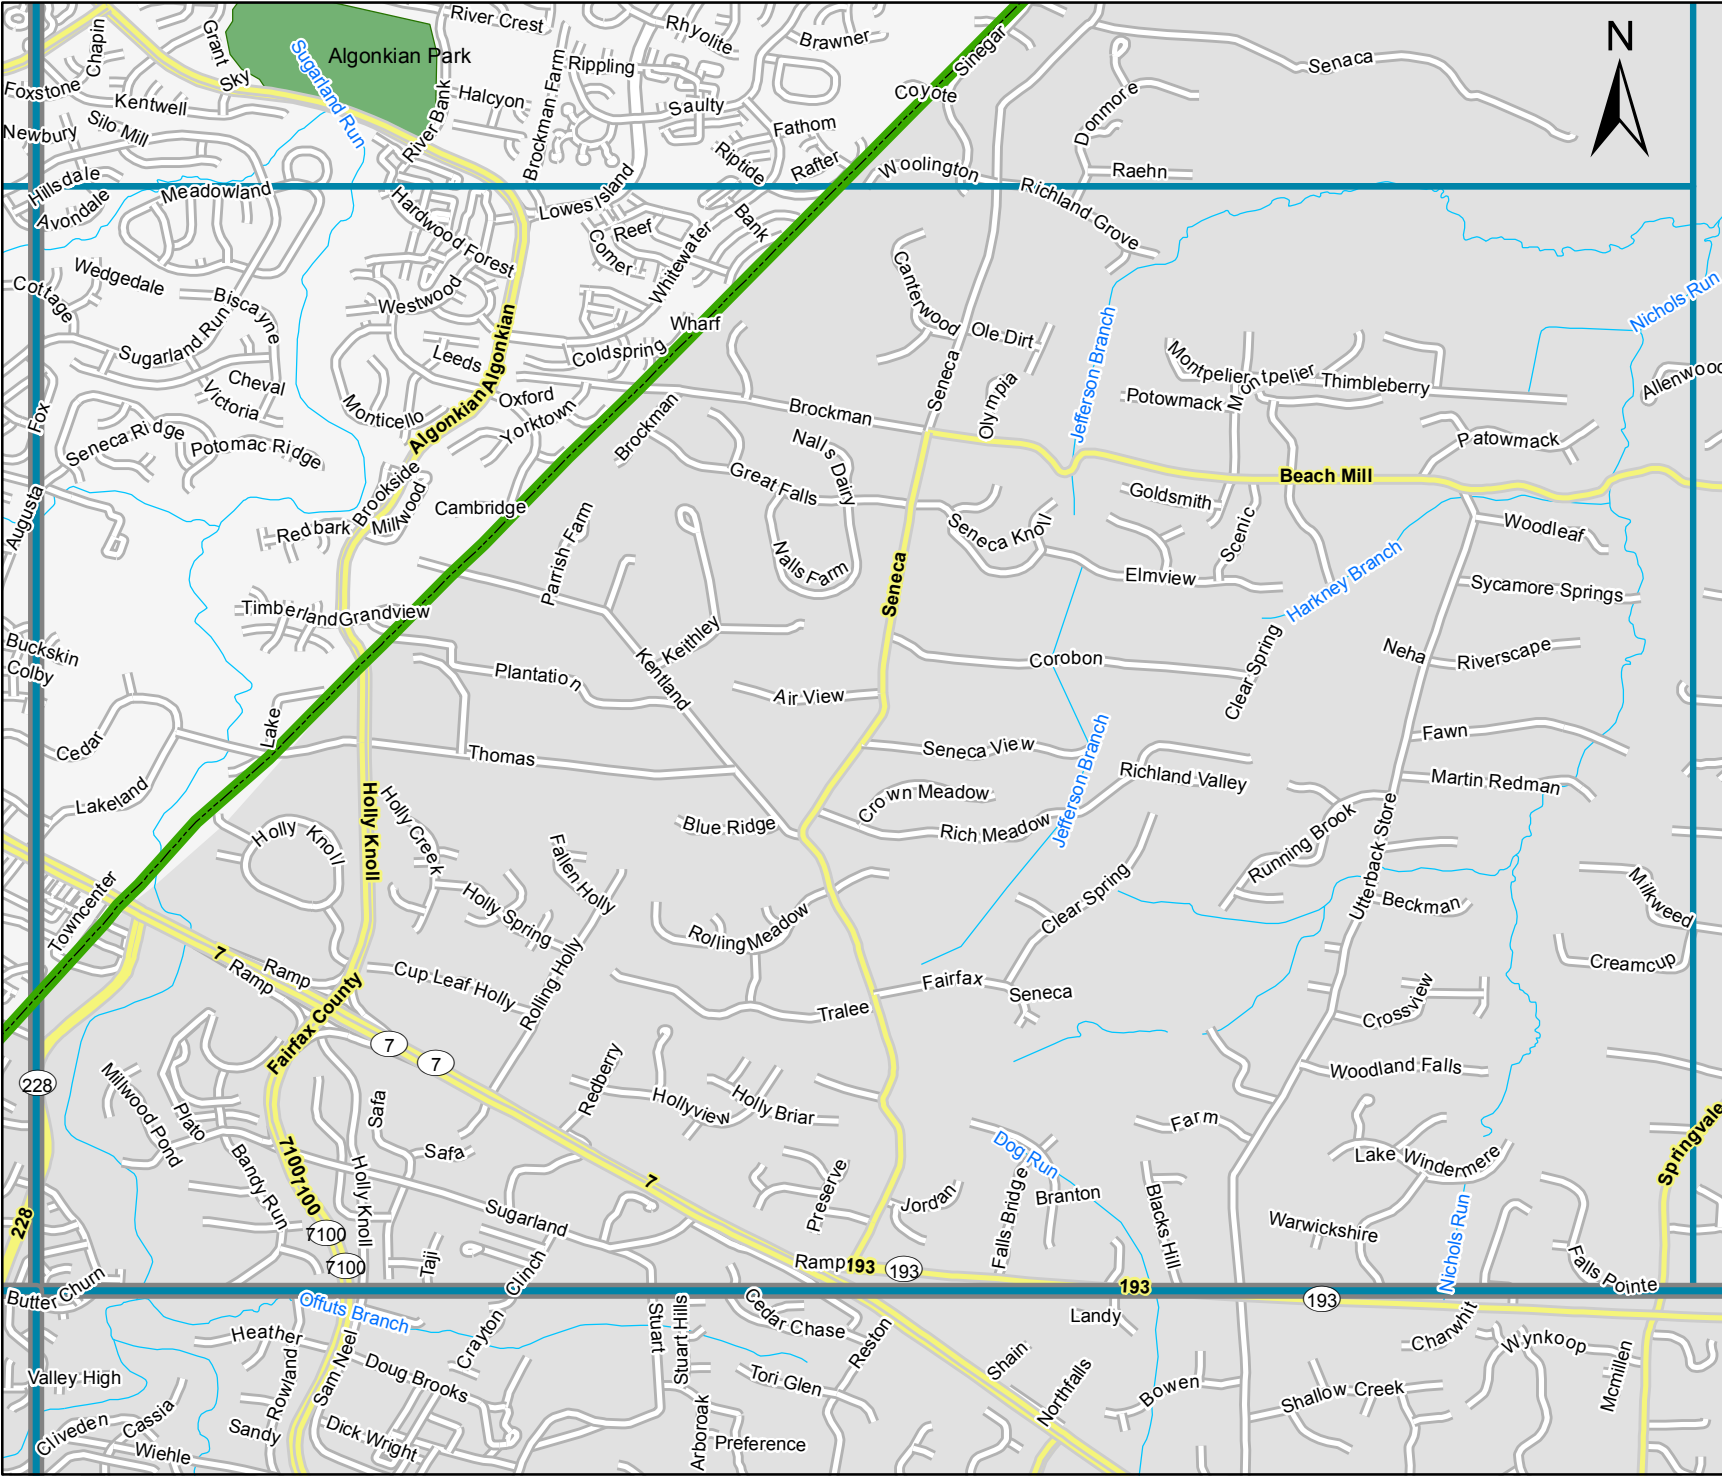 River Crest
Rhyolite
Brawner
Chapin
Grant
Sugarland Run
Algonkian Park
Sinegar
N
Senaca
Rippling
Brockman Farm
Sky
Foxstone
Kentwell
Halcyon
Saulty
Coyote
Donmore
Newbury
Silo Mill
River Bank
Fathom
Riptide
Rafter
Woolington
Raehn
Hillsdale
Meadowland
Avondale
Hardwood Forest
Lowes Island
Richland Grove
Reef
Comer
Bank
Whitewater
Canterwood
Wedgedale
Cottage
Biscayne
Westwood
Sugarland Run
Algonkian
Algonkian
Wharf
Ole Dirt
Nichols Run
Jefferson Branch
Leeds
Coldspring
Cheval
Victoria
Monticello
Oxford
Yorktown
Seneca
Olympia
Montpelier
Montpelier
Thimbleberry
Allenwood
Potowmack
Fox
Seneca Ridge
Potomac Ridge
Brockman
Brockman
Patowmack
Nalls Dairy
Great Falls
Beach Mill
Goldsmith
Brookside
Millwood
Cambridge
Augusta
Redbark
Parrish Farm
Seneca Knoll
Scenic
Woodleaf
Nalls Farm
Elmview
Harkney Branch
Sycamore Springs
Seneca
Timberland
Grandview
Buckskin
Colby
Keithley
Kentland
Plantation
Corobon
Clear Spring
Neha
Riverscape
Air View
Lake
Cedar
Thomas
Seneca View
Jefferson Branch
Fawn
Lakeland
Richland Valley
Martin Redman
Crown Meadow
Holly Knoll
Holly Creek
Holly Knoll
Blue Ridge
Rich Meadow
Running Brook
Utterback Store
Fallen Holly
Clear Spring
Towncenter
Holly Spring
Rolling Meadow
Beckman
Milkweed
7
Ramp
Ramp
Cup Leaf Holly
Rolling Holly
Fairfax
Seneca
Creamcup
Fairfax County
Tralee
Crossview
7
7
228
Woodland Falls
Millwood Pond
Plato
Safa
Redberry
Hollyview
Holly Briar
Farm
Springvale
Safa
Dog Run
Lake Windermere
7100
7100
Bandy Run
Holly Knoll
7
Preserve
Jordan
Falls Bridge
Branton
Blacks Hill
Nichols Run
228
Sugarland
Warwickshire
7100
7100
Taji
Clinch
Ramp
193
193
193
193
Falls Pointe
Butter Churn
Offuts Branch
Stuart
Stuart Hills
Cedar Chase
Landy
Heather
Sam Neel
Crayton
Reston
Charwhit
Wynkoop
Valley High
Doug Brooks
Rowland
Tori Glen
Shain
Northfalls
Bowen
Shallow Creek
Mcmillen
Cliveden
Cassia
Sandy
Wiehle
Dick Wright
Arboroak
Preference